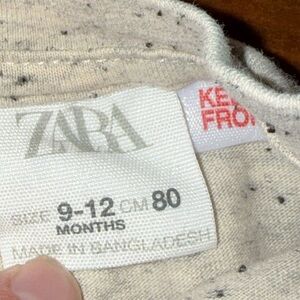 ZARA
SIZE 9-12 CM 80
MONTHS
MADE IN BANGLADESH